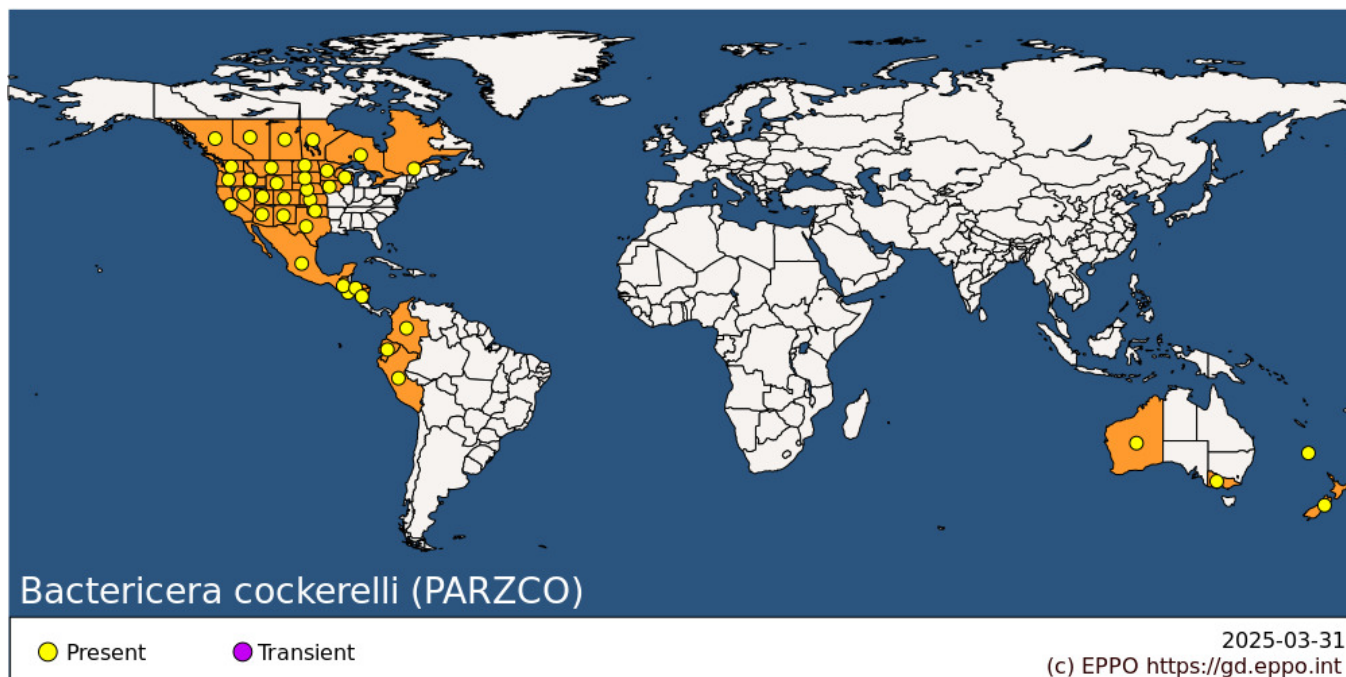 Bactericera cockerelli (PARZCO)
Present
Transient
2025-03-31
(c) EPPO https://gd.eppo.int